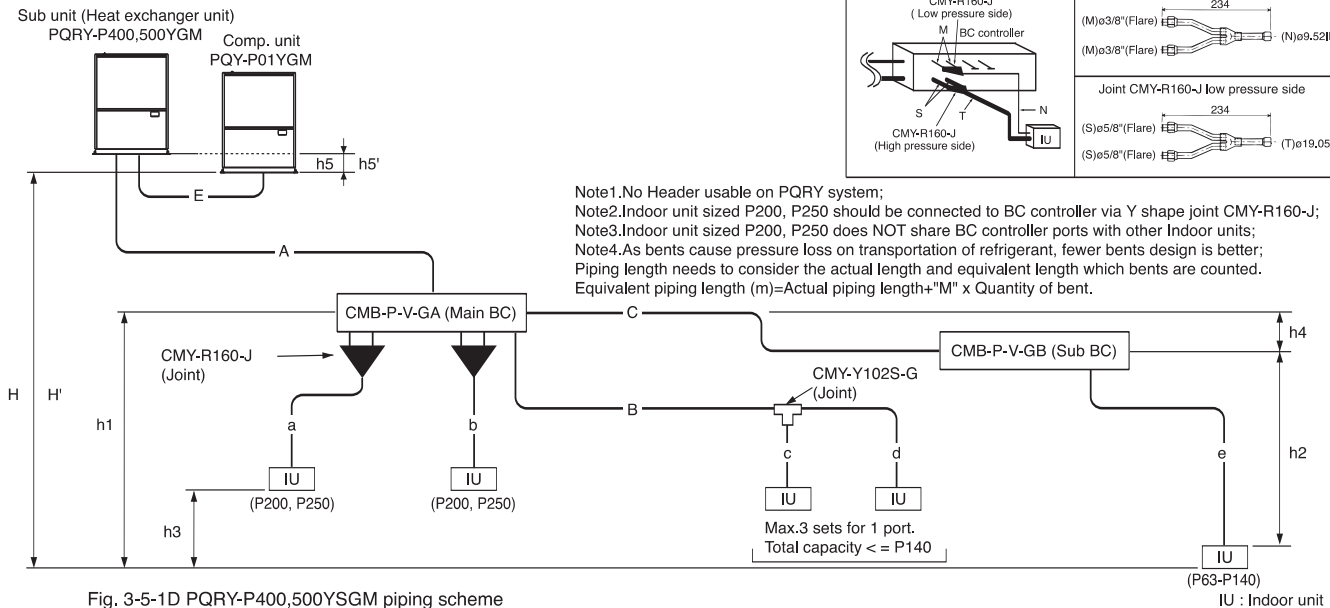 Sub unit (Heat exchanger unit)
PQRY-P400,500YGM
Comp. unit
PQY-P01YGM
h5
h5'
E
A
H
H'
h1
CMB-P-V-GA (Main BC)
C
h4
CMB-P-V-GB (Sub BC)
CMY-R160-J
(Joint)
CMY-Y102S-G
(Joint)
B
a
b
c
d
e
h2
h3
IU
(P200, P250)
IU
(P200, P250)
IU
IU
Max.3 sets for 1 port.
Total capacity < = P140
IU
(P63-P140)
IU : Indoor unit
Fig. 3-5-1D PQRY-P400,500YSGM piping scheme
CMY-R160-J
( Low pressure side)
M
BC controller
S
T
N
CMY-R160-J
(High pressure side)
IU
234
(M)ø3/8"(Flare)
(M)ø3/8"(Flare)
(N)ø9.52
Joint CMY-R160-J low pressure side
234
(S)ø5/8"(Flare)
(S)ø5/8"(Flare)
(T)ø19.05
Note1.No Header usable on PQRY system;
Note2.Indoor unit sized P200, P250 should be connected to BC controller via Y shape joint CMY-R160-J;
Note3.Indoor unit sized P200, P250 does NOT share BC controller ports with other Indoor units;
Note4.As bents cause pressure loss on transportation of refrigerant, fewer bents design is better;
Piping length needs to consider the actual length and equivalent length which bents are counted.
Equivalent piping length (m)=Actual piping length+"M" x Quantity of bent.